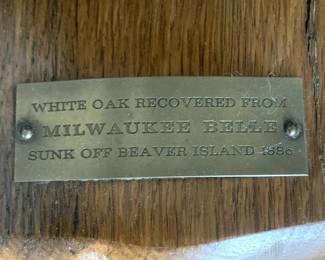 WHITE OAK RECOVERED FROM
MILWAUKEE BELLE
SUNK OFF BEAVER ISLAND 1886